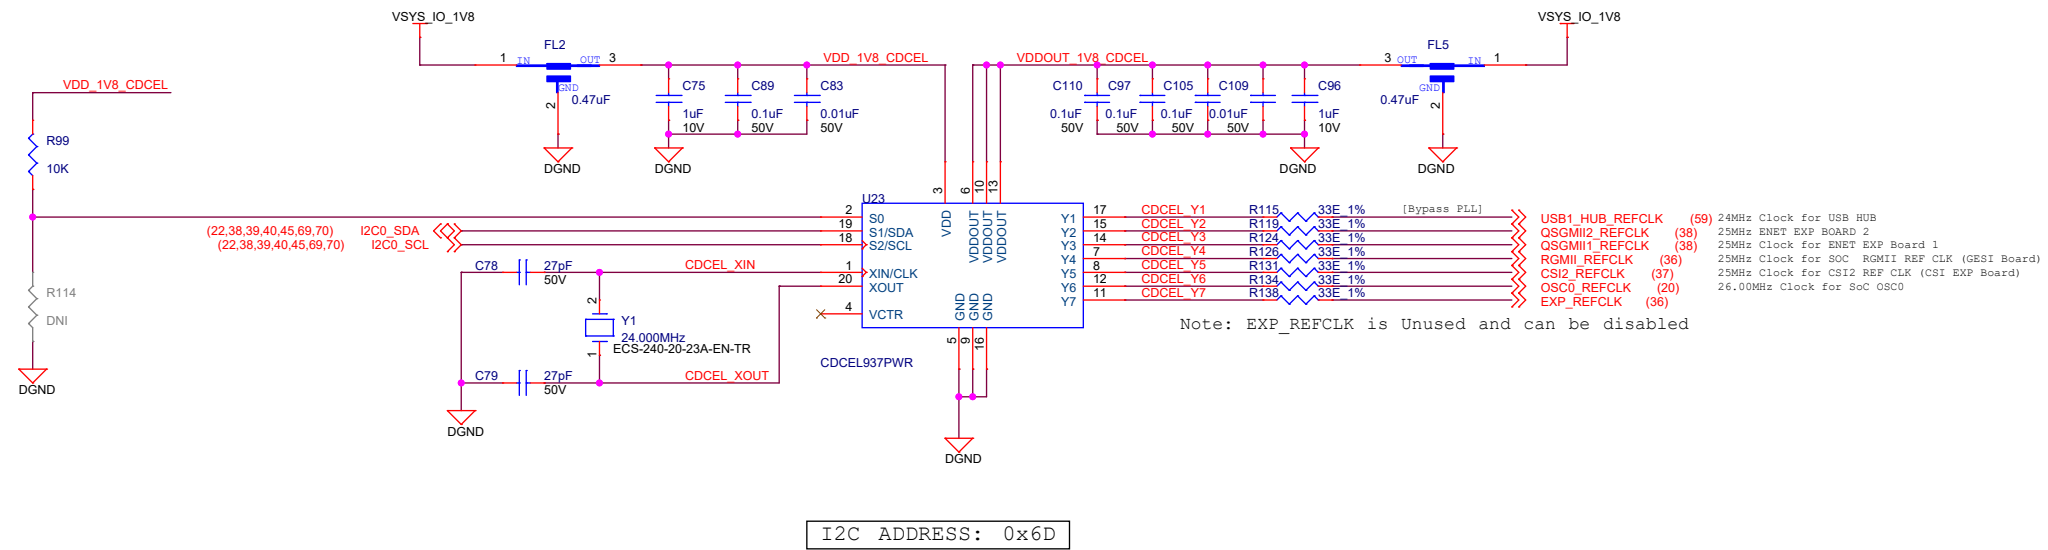 VSYS_IO_1V8
VSYS_IO_1V8
FL2
FL5
1 IN OUT 3
VDD_1V8_CDCEL
VDDOUT_1V8_CDCEL
3 OUT IN 1
VDD_1V8_CDCEL
GND
2
0.47uF
C75
1uF
10V
C89
0.1uF
50V
C83
0.01uF
50V
C110
0.1uF
50V
C97
0.1uF
50V
C105
0.1uF
50V
C109
0.01uF
50V
C96
1uF
10V
GND
2
0.47uF
DGND
DGND
DGND
DGND
R99
10K
3
6
10
13
U23
VDD
VDDOUT
VDDOUT
VDDOUT
2 S0
(22,38,39,40,45,69,70) I2C0_SDA 19 S1/SDA
(22,38,39,40,45,69,70) I2C0_SCL 18 S2/SCL
CDCEL_XIN 1 XIN/CLK
20 XOUT
4 VCTR
Y1 17 CDCEL_Y1 R115 33E_1% [Bypass PLL] USB1_HUB_REFCLK (59) 24MHz Clock for USB HUB
Y2 15 CDCEL_Y2 R119 33E_1% QSGMII2_REFCLK (38) 25MHz ENET EXP BOARD 2
Y3 14 CDCEL_Y3 R124 33E_1% QSGMII1_REFCLK (38) 25MHz Clock for ENET EXP Board 1
Y4 7 CDCEL_Y4 R126 33E_1% RGMII_REFCLK (36) 25MHz Clock for SOC RGMII REF CLK (GESI Board)
Y5 8 CDCEL_Y5 R131 33E_1% CSI2_REFCLK (37) 25MHz Clock for CSI2 REF CLK (CSI EXP Board)
Y6 12 CDCEL_Y6 R134 33E_1% OSC0_REFCLK (20) 26.00MHz Clock for SoC OSC0
Y7 11 CDCEL_Y7 R138 33E_1% EXP_REFCLK (36)
Note: EXP_REFCLK is Unused and can be disabled
GND
GND
GND
5
9
16
CDCEL937PWR
C78
27pF
50V
R114
DNI
2
Y1
24.000MHz
ECS-240-20-23A-EN-TR
1
C79
27pF
50V
CDCEL_XOUT
DGND
DGND
DGND
I2C ADDRESS: 0x6D